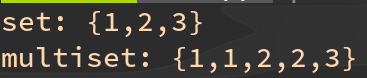 set: {1,2,3}
multiset: {1,1,2,2,3}